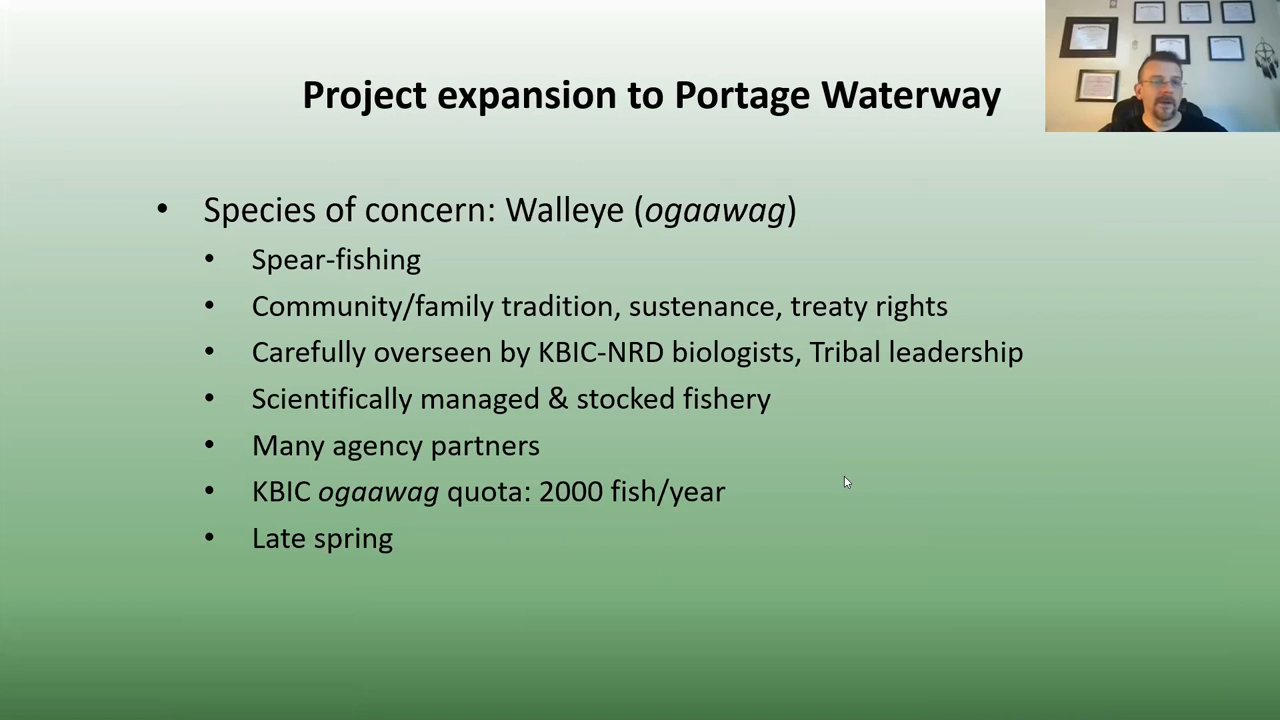 Project expansion to Portage Waterway
• Species of concern: Walleye (ogaawag)
• Spear-fishing
• Community/family tradition, sustenance, treaty rights
• Carefully overseen by KBIC-NRD biologists, Tribal leadership
• Scientifically managed & stocked fishery
• Many agency partners
• KBIC ogaawag quota: 2000 fish/year
• Late spring